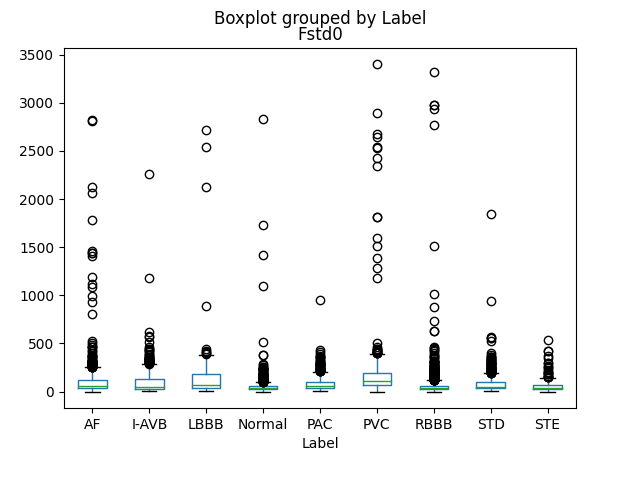 Boxplot grouped by Label
Fstd0
3500
3000
2500
2000
1500
1000
500
0
AF I-AVB LBBB Normal PAC PVC RBBB STD STE
Label